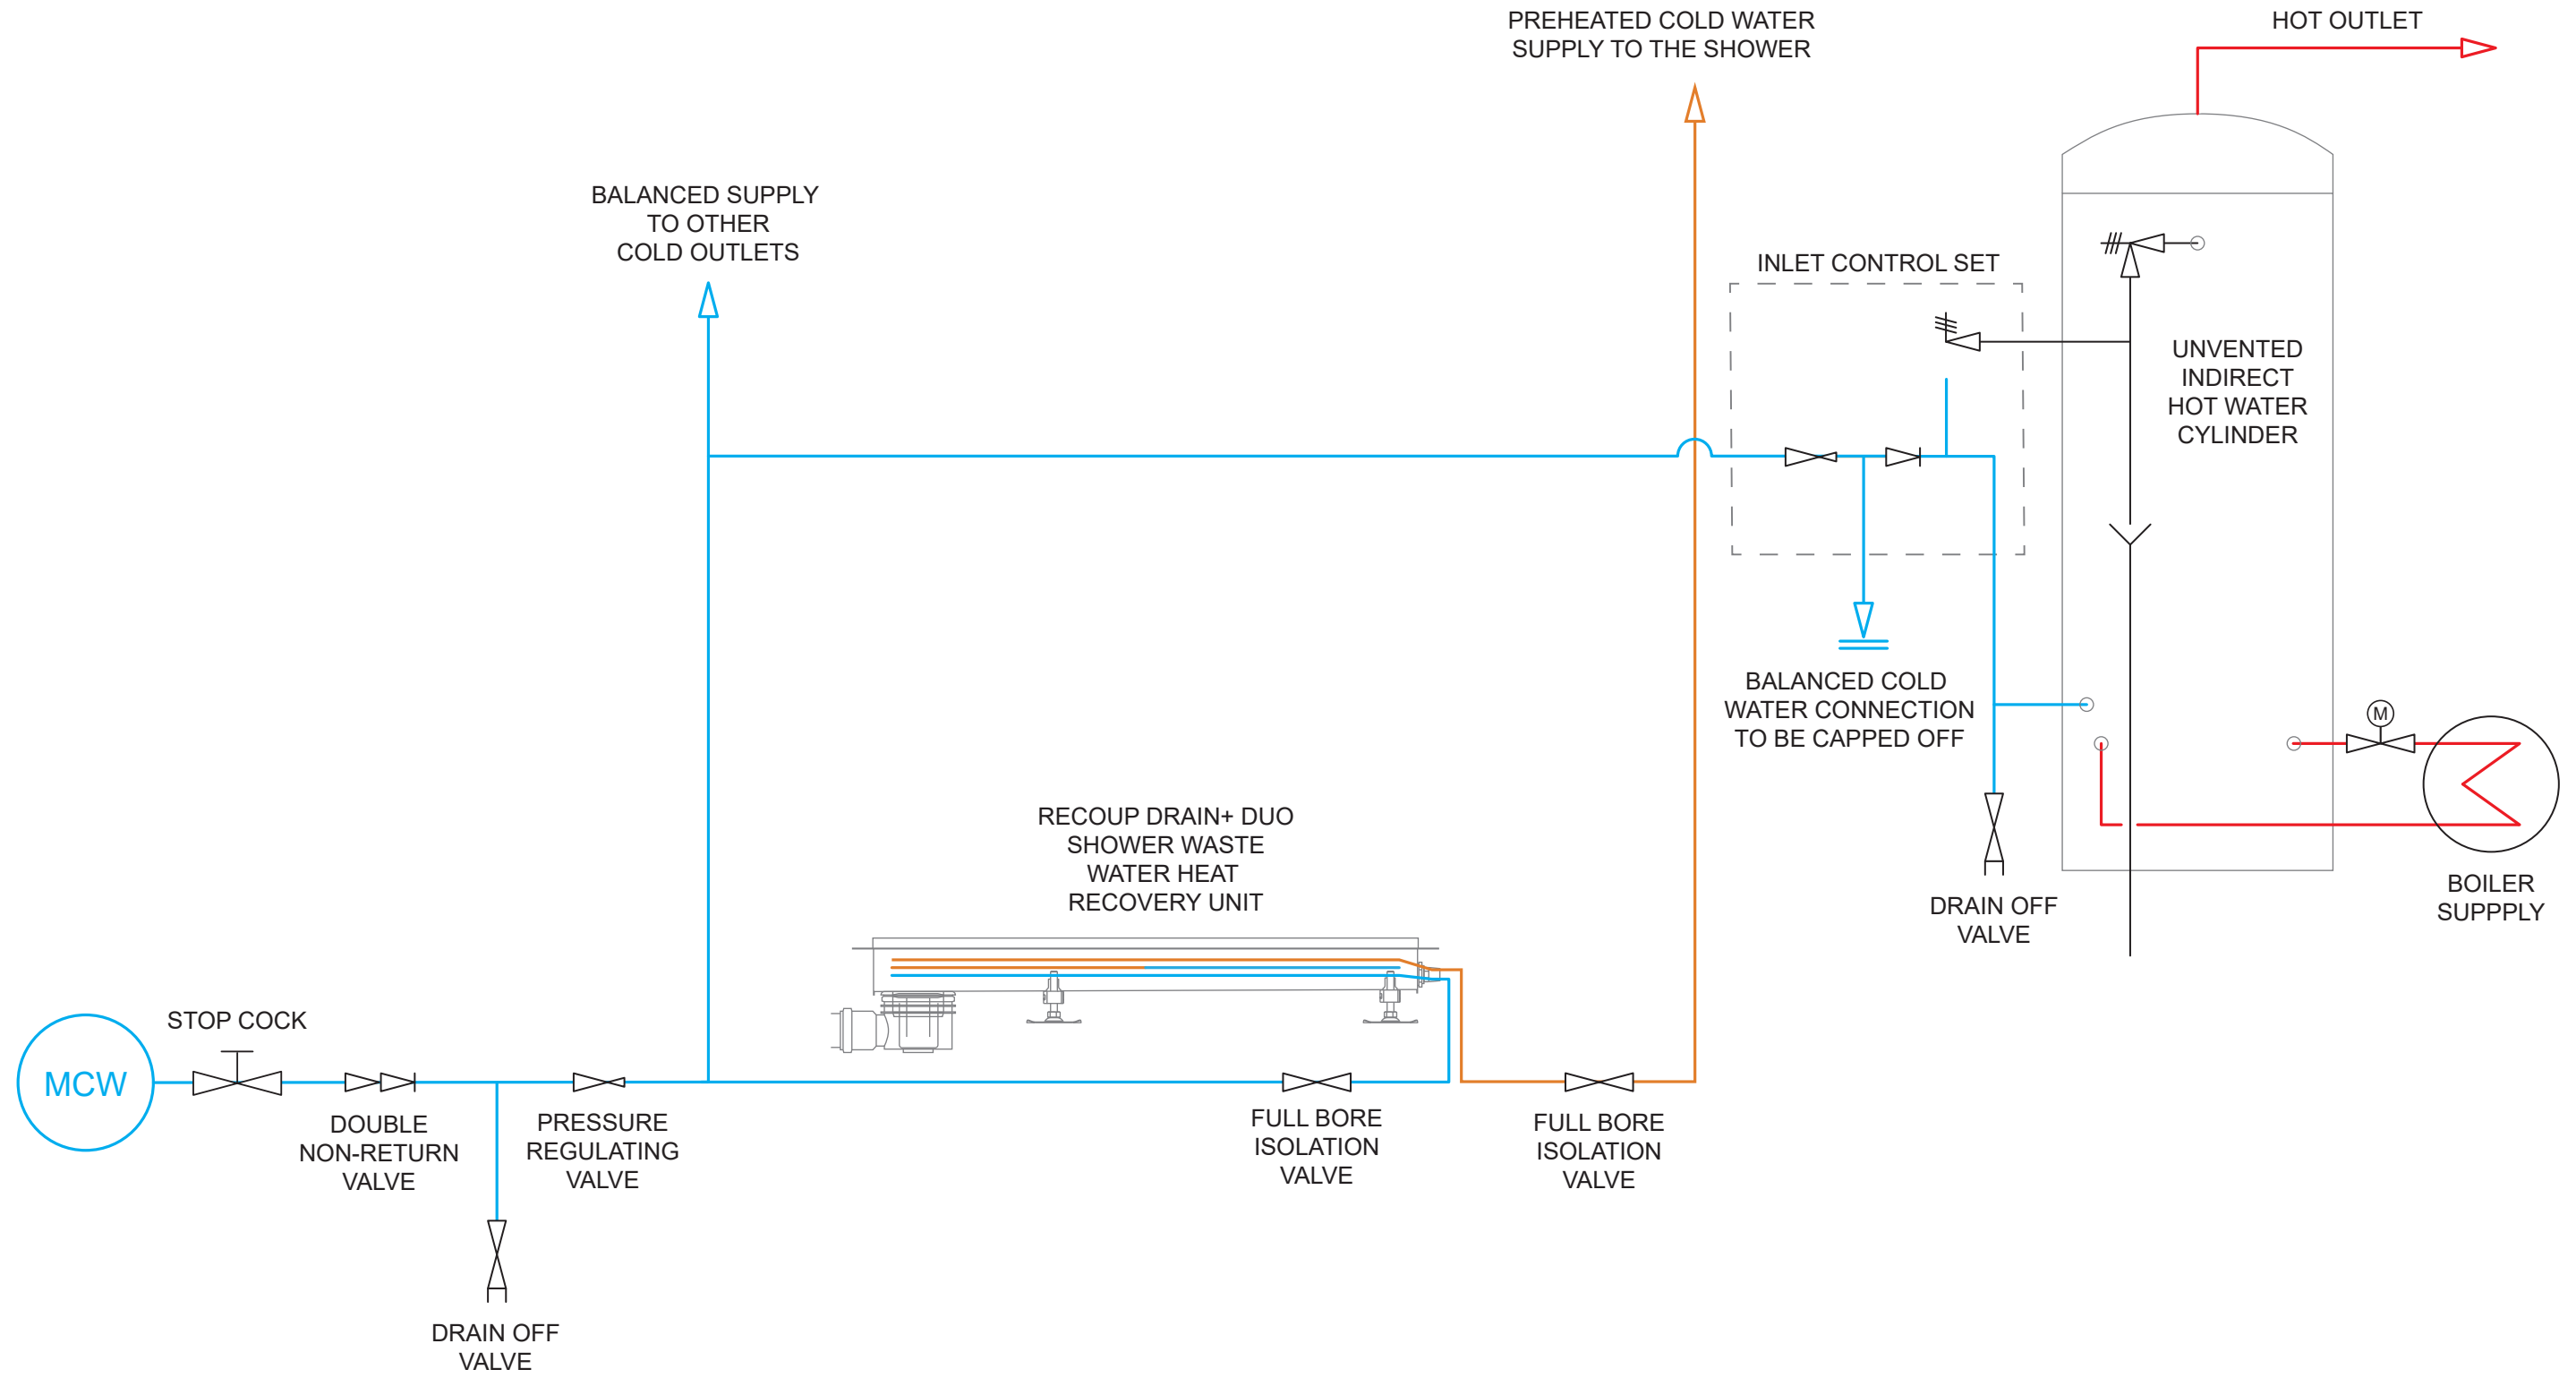 PREHEATED COLD WATER
SUPPLY TO THE SHOWER
HOT OUTLET
BALANCED SUPPLY
TO OTHER
COLD OUTLETS
INLET CONTROL SET
UNVENTED
INDIRECT
HOT WATER
CYLINDER
BALANCED COLD
WATER CONNECTION
TO BE CAPPED OFF
M
RECOUP DRAIN+ DUO
SHOWER WASTE
WATER HEAT
RECOVERY UNIT
DRAIN OFF
VALVE
BOILER
SUPPPLY
STOP COCK
MCW
DOUBLE
NON-RETURN
VALVE
PRESSURE
REGULATING
VALVE
FULL BORE
ISOLATION
VALVE
FULL BORE
ISOLATION
VALVE
DRAIN OFF
VALVE